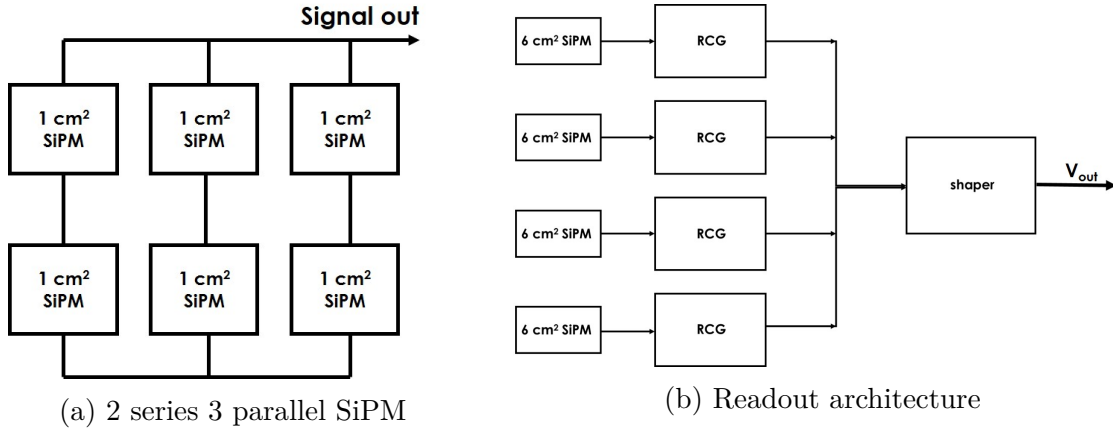 Signal out
1 cm²
SiPM
1 cm²
SiPM
1 cm²
SiPM
1 cm²
SiPM
1 cm²
SiPM
1 cm²
SiPM
(a) 2 series 3 parallel SiPM
6 cm² SiPM
RCG
6 cm² SiPM
RCG
6 cm² SiPM
RCG
6 cm² SiPM
RCG
shaper
Vout
(b) Readout architecture